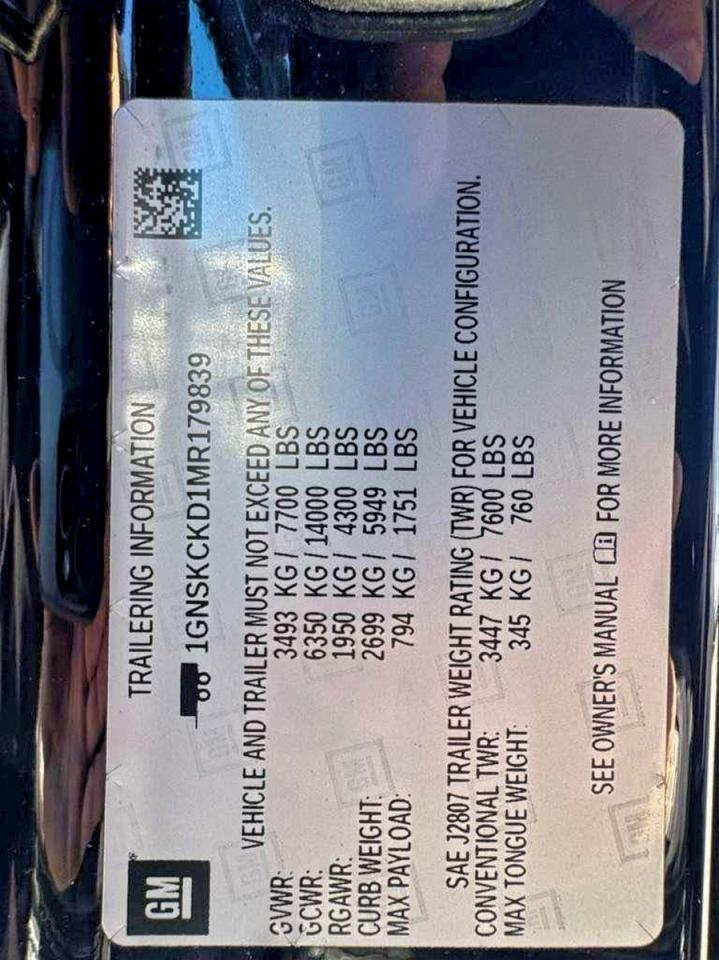 GM
TRAILERING INFORMATION
1GNSKCKD1MR179839
VEHICLE AND TRAILER MUST NOT EXCEED ANY OF THESE VALUES.
GVWR: 3493 KG / 7700 LBS
GCWR: 6350 KG / 14000 LBS
RGAWR: 1950 KG / 4300 LBS
CURB WEIGHT: 2699 KG / 5949 LBS
MAX PAYLOAD: 794 KG / 1751 LBS
SAE J2807 TRAILER WEIGHT RATING (TWR) FOR VEHICLE CONFIGURATION.
CONVENTIONAL TWR: 3447 KG / 7600 LBS
MAX TONGUE WEIGHT: 345 KG / 760 LBS
SEE OWNER'S MANUAL FOR MORE INFORMATION